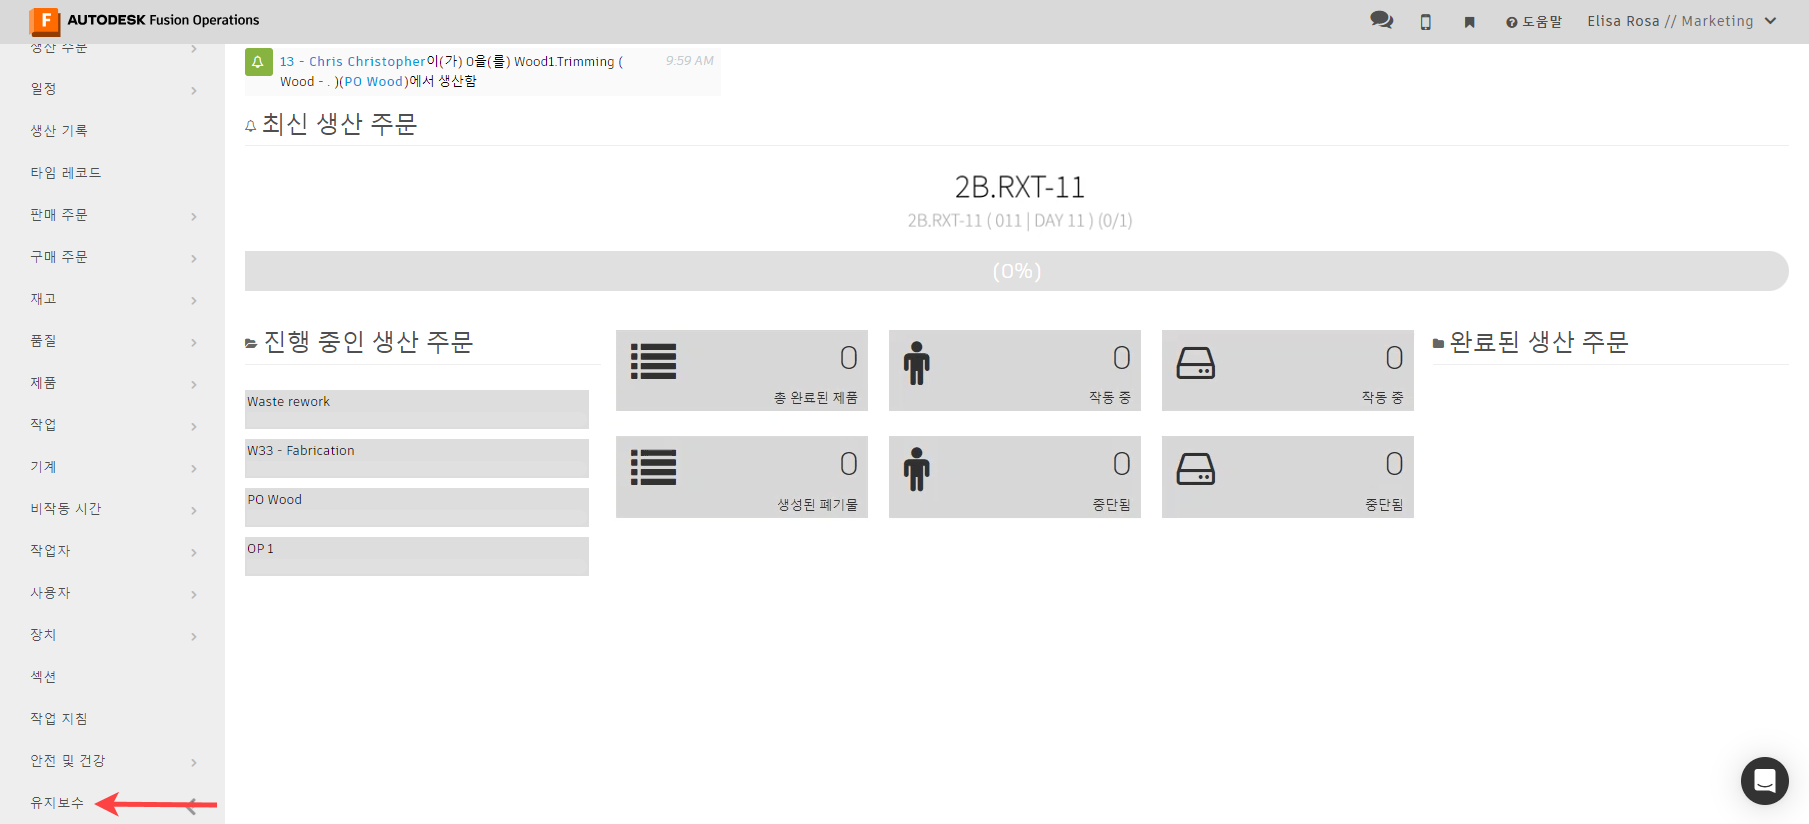 F AUTODESK Fusion Operations
도움말
Elisa Rosa // Marketing
생산 주문
일정
생산 기록
타임 레코드
판매 주문
구매 주문
재고
품질
제품
작업
기계
비작동 시간
작업자
사용자
장치
섹션
작업 지침
안전 및 건강
유지보수
13 - Chris Christopher이(가) 0을(를) Wood1.Trimming (
Wood - . )(PO Wood)에서 생산함
9:59 AM
최신 생산 주문
2B.RXT-11
2B.RXT-11 ( 011 | DAY 11 ) (0/1)
(0%)
진행 중인 생산 주문
Waste rework
W33 - Fabrication
PO Wood
OP 1
0
총 완료된 제품
0
작동 중
0
작동 중
0
생성된 폐기물
0
중단됨
0
중단됨
완료된 생산 주문